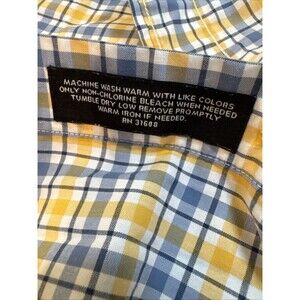 MACHINE WASH WARM WITH LIKE COLORS
ONLY NON-CHLORINE BLEACH WHEN NEEDED
TUMBLE DRY LOW REMOVE PROMPTLY
WARM IRON IF NEEDED.
RN 31688